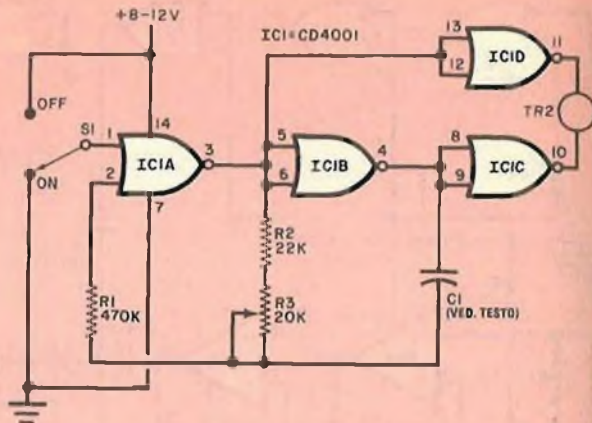 +8-12V
IC1=CD4001
OFF
S1
ON
1
2
14
IC1A
3
7
5
6
IC1B
4
13
12
IC1D
11
8
9
IC1C
10
TR2
R1
470K
R2
22K
R3
20K
C1
(VED. TESTO)